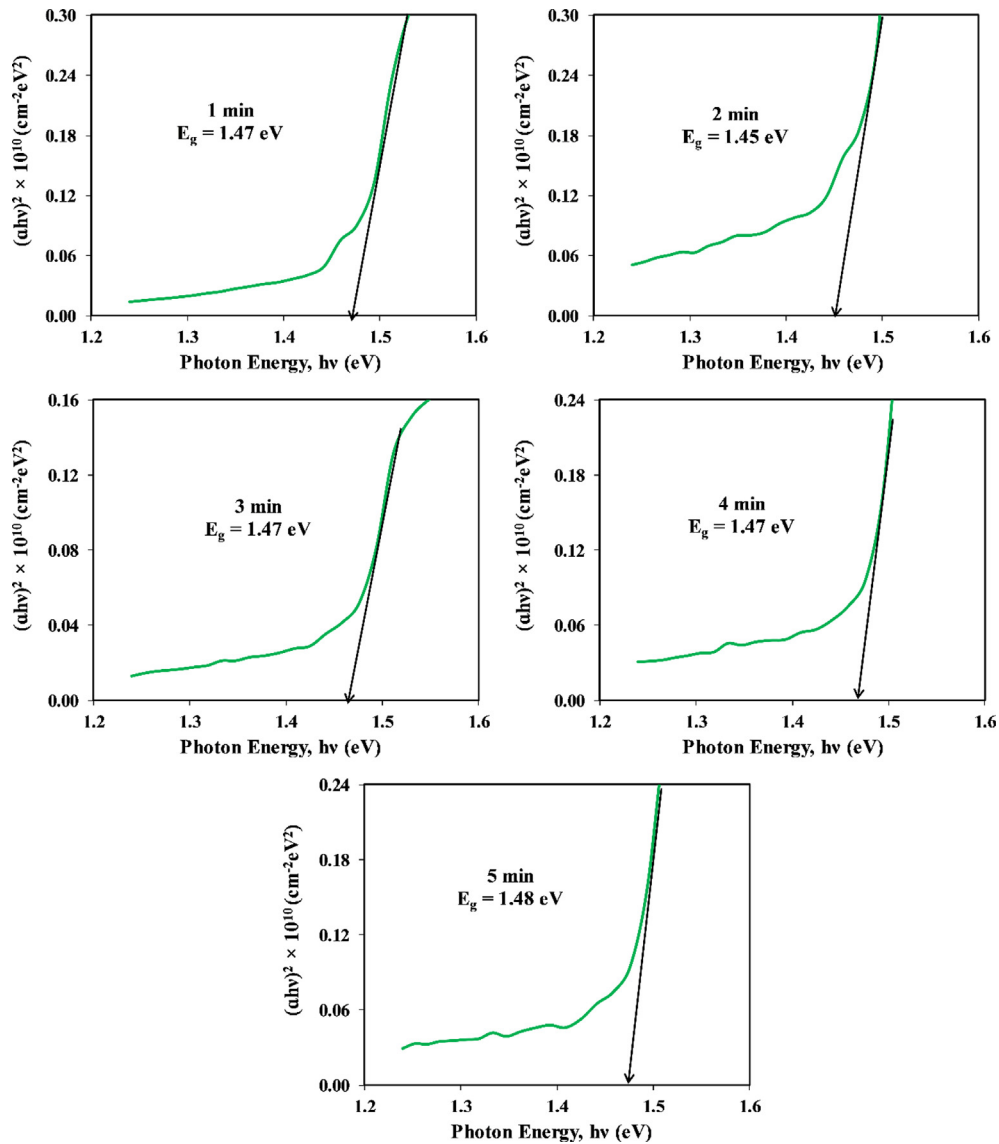 (αhν)² × 10¹⁰ (cm⁻²eV²)
0.30
0.24
0.18
0.12
0.06
0.00
1 min
E_g = 1.47 eV
1.2 1.3 1.4 1.5 1.6
Photon Energy, hν (eV)
(αhν)² × 10¹⁰ (cm⁻²eV²)
0.30
0.24
0.18
0.12
0.06
0.00
2 min
E_g = 1.45 eV
1.2 1.3 1.4 1.5 1.6
Photon Energy, hν (eV)
(αhν)² × 10¹⁰ (cm⁻²eV²)
0.16
0.12
0.08
0.04
0.00
3 min
E_g = 1.47 eV
1.2 1.3 1.4 1.5 1.6
Photon Energy, hν (eV)
(αhν)² × 10¹⁰ (cm⁻²eV²)
0.24
0.18
0.12
0.06
0.00
4 min
E_g = 1.47 eV
1.2 1.3 1.4 1.5 1.6
Photon Energy, hν (eV)
(αhν)² × 10¹⁰ (cm⁻²eV²)
0.24
0.18
0.12
0.06
0.00
5 min
E_g = 1.48 eV
1.2 1.3 1.4 1.5 1.6
Photon Energy, hν (eV)